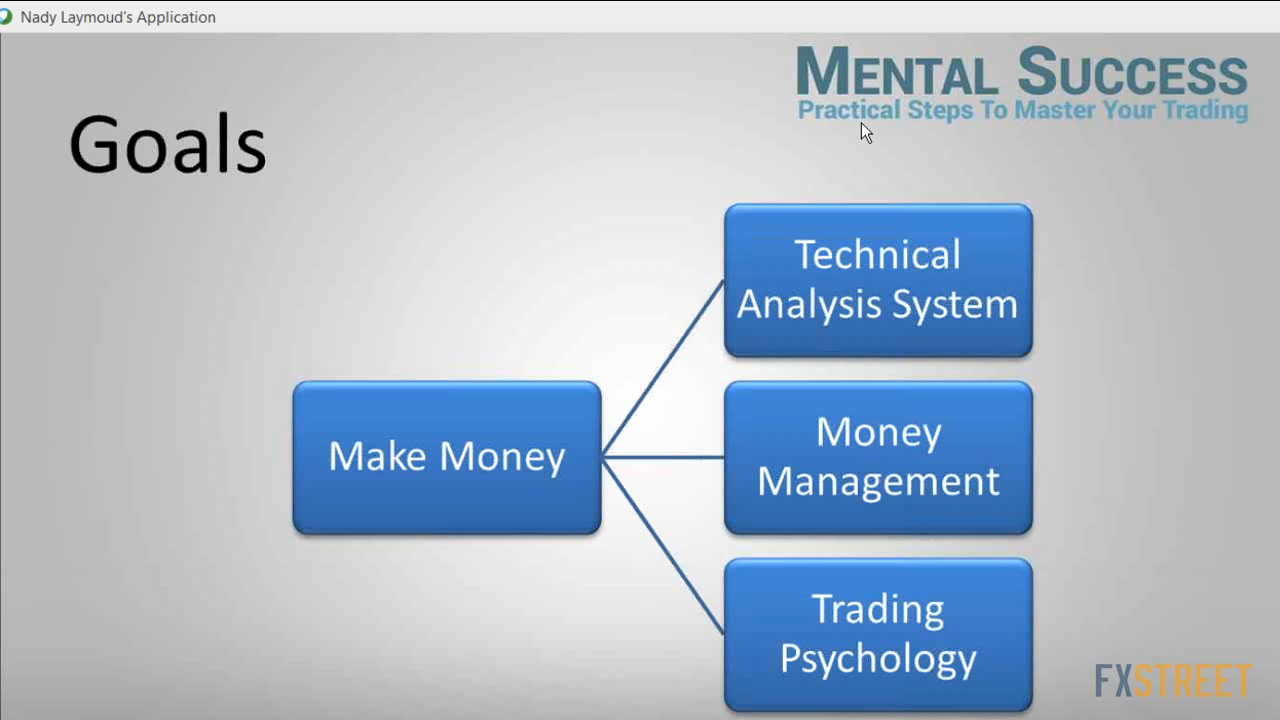 Nady Laymoud's Application
MENTAL SUCCESS
Practical Steps To Master Your Trading
Goals
Make Money
Technical
Analysis System
Money
Management
Trading
Psychology
FXSTREET